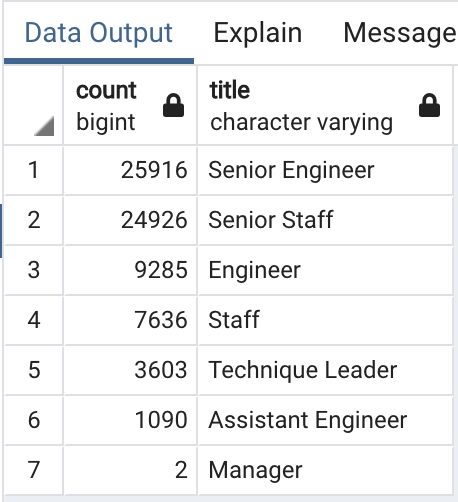 Data Output Explain Message
count title
bigint character varying
1 25916 Senior Engineer
2 24926 Senior Staff
3 9285 Engineer
4 7636 Staff
5 3603 Technique Leader
6 1090 Assistant Engineer
7 2 Manager